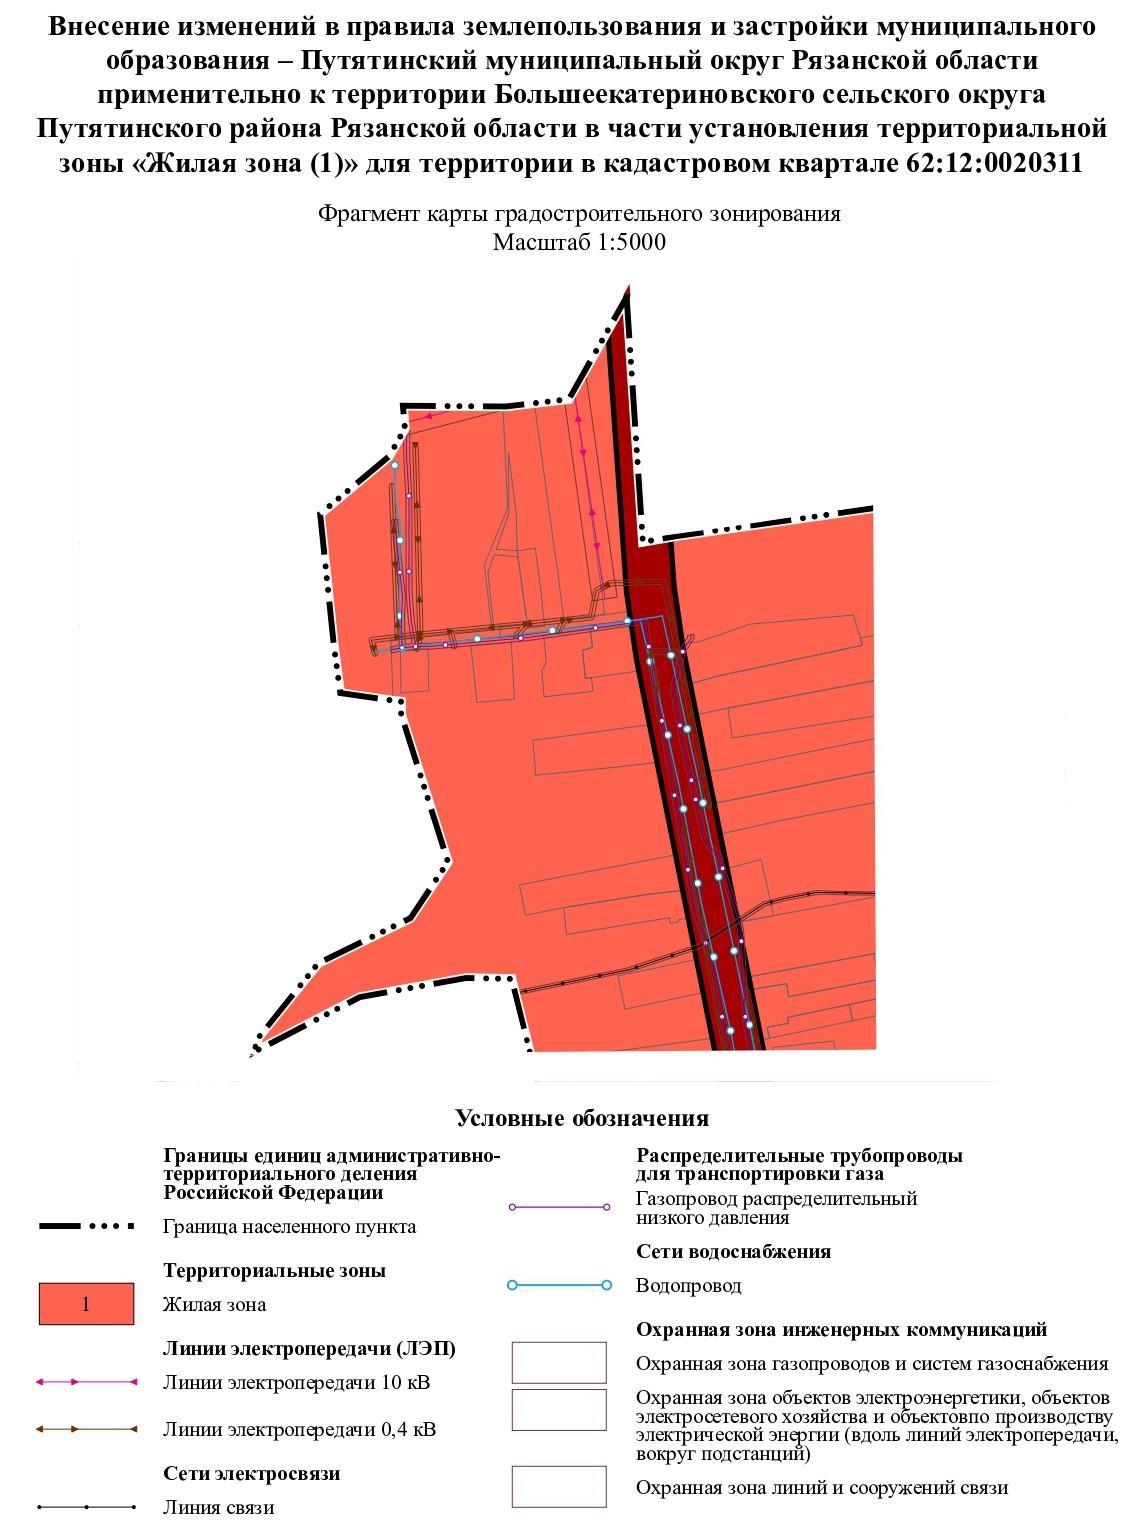 Внесение изменений в правила землепользования и застройки муниципального
образования – Путятинский муниципальный округ Рязанской области
применительно к территории Большеекатериновского сельского округа
Путятинского района Рязанской области в части установления территориальной
зоны «Жилая зона (1)» для территории в кадастровом квартале 62:12:0020311
Фрагмент карты градостроительного зонирования
Масштаб 1:5000
Условные обозначения
Границы единиц административно-
территориального деления
Российской Федерации
Граница населенного пункта
Территориальные зоны
1
Жилая зона
Линии электропередачи (ЛЭП)
Линии электропередачи 10 кВ
Линии электропередачи 0,4 кВ
Сети электросвязи
Линия связи
Распределительные трубопроводы
для транспортировки газа
Газопровод распределительный
низкого давления
Сети водоснабжения
Водопровод
Охранная зона инженерных коммуникаций
Охранная зона газопроводов и систем газоснабжения
Охранная зона объектов электроэнергетики, объектов
электросетевого хозяйства и объектовпо производству
электрической энергии (вдоль линий электропередачи,
вокруг подстанций)
Охранная зона линий и сооружений связи